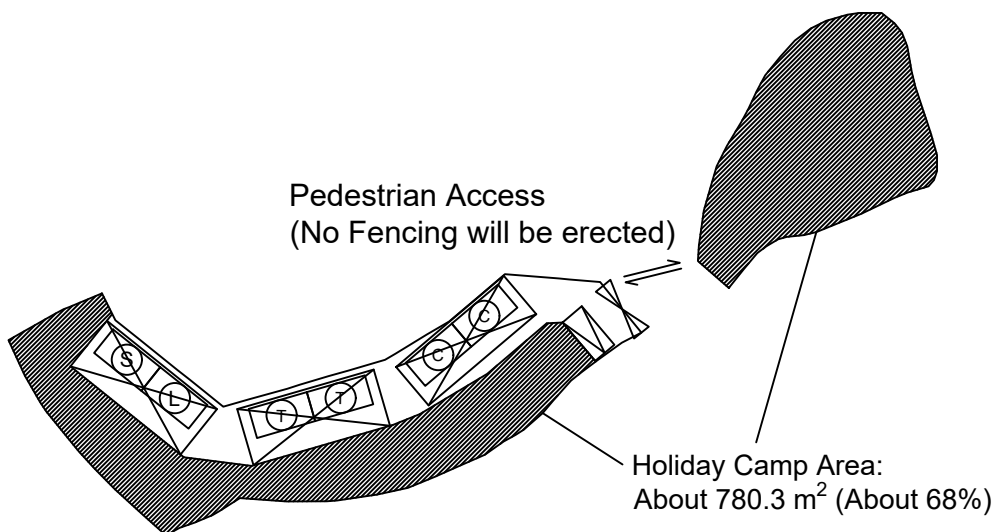 Pedestrian Access
(No Fencing will be erected)
C
C
S
L
T
T
Holiday Camp Area:
About 780.3 m² (About 68%)